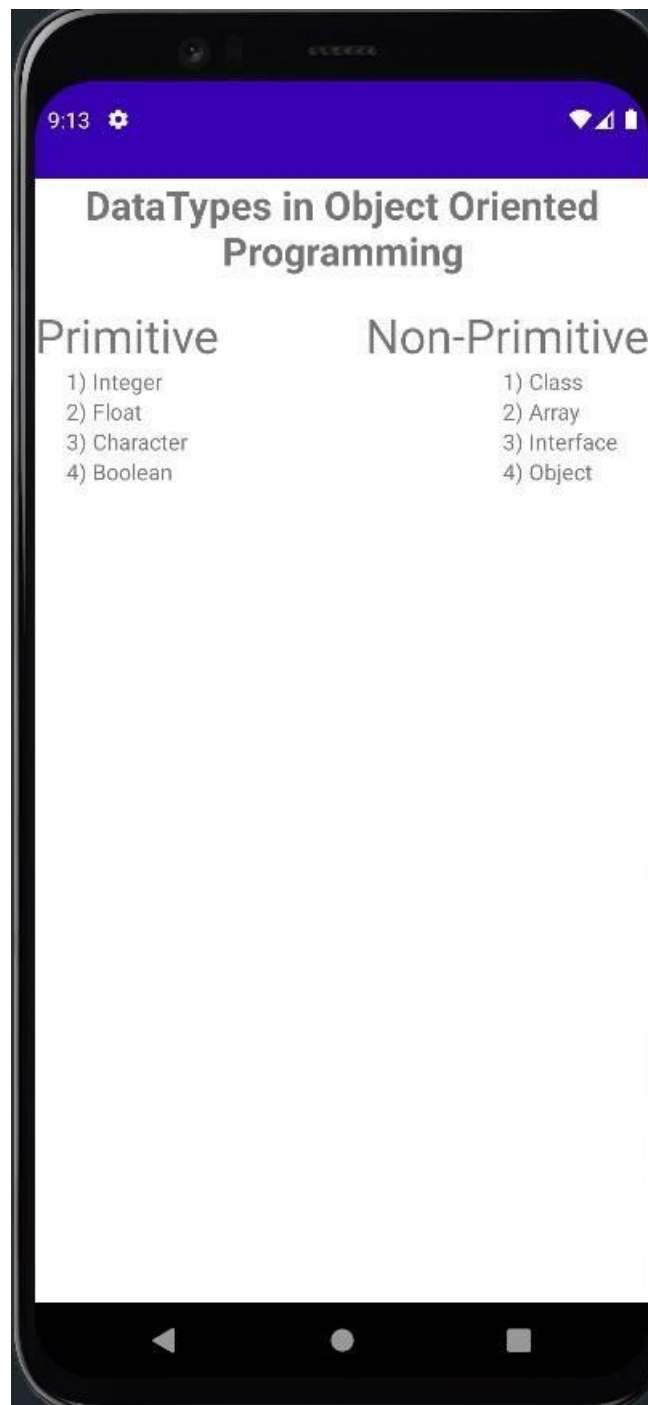 9:13
DataTypes in Object Oriented
Programming
Primitive
1) Integer
2) Float
3) Character
4) Boolean
Non-Primitive
1) Class
2) Array
3) Interface
4) Object